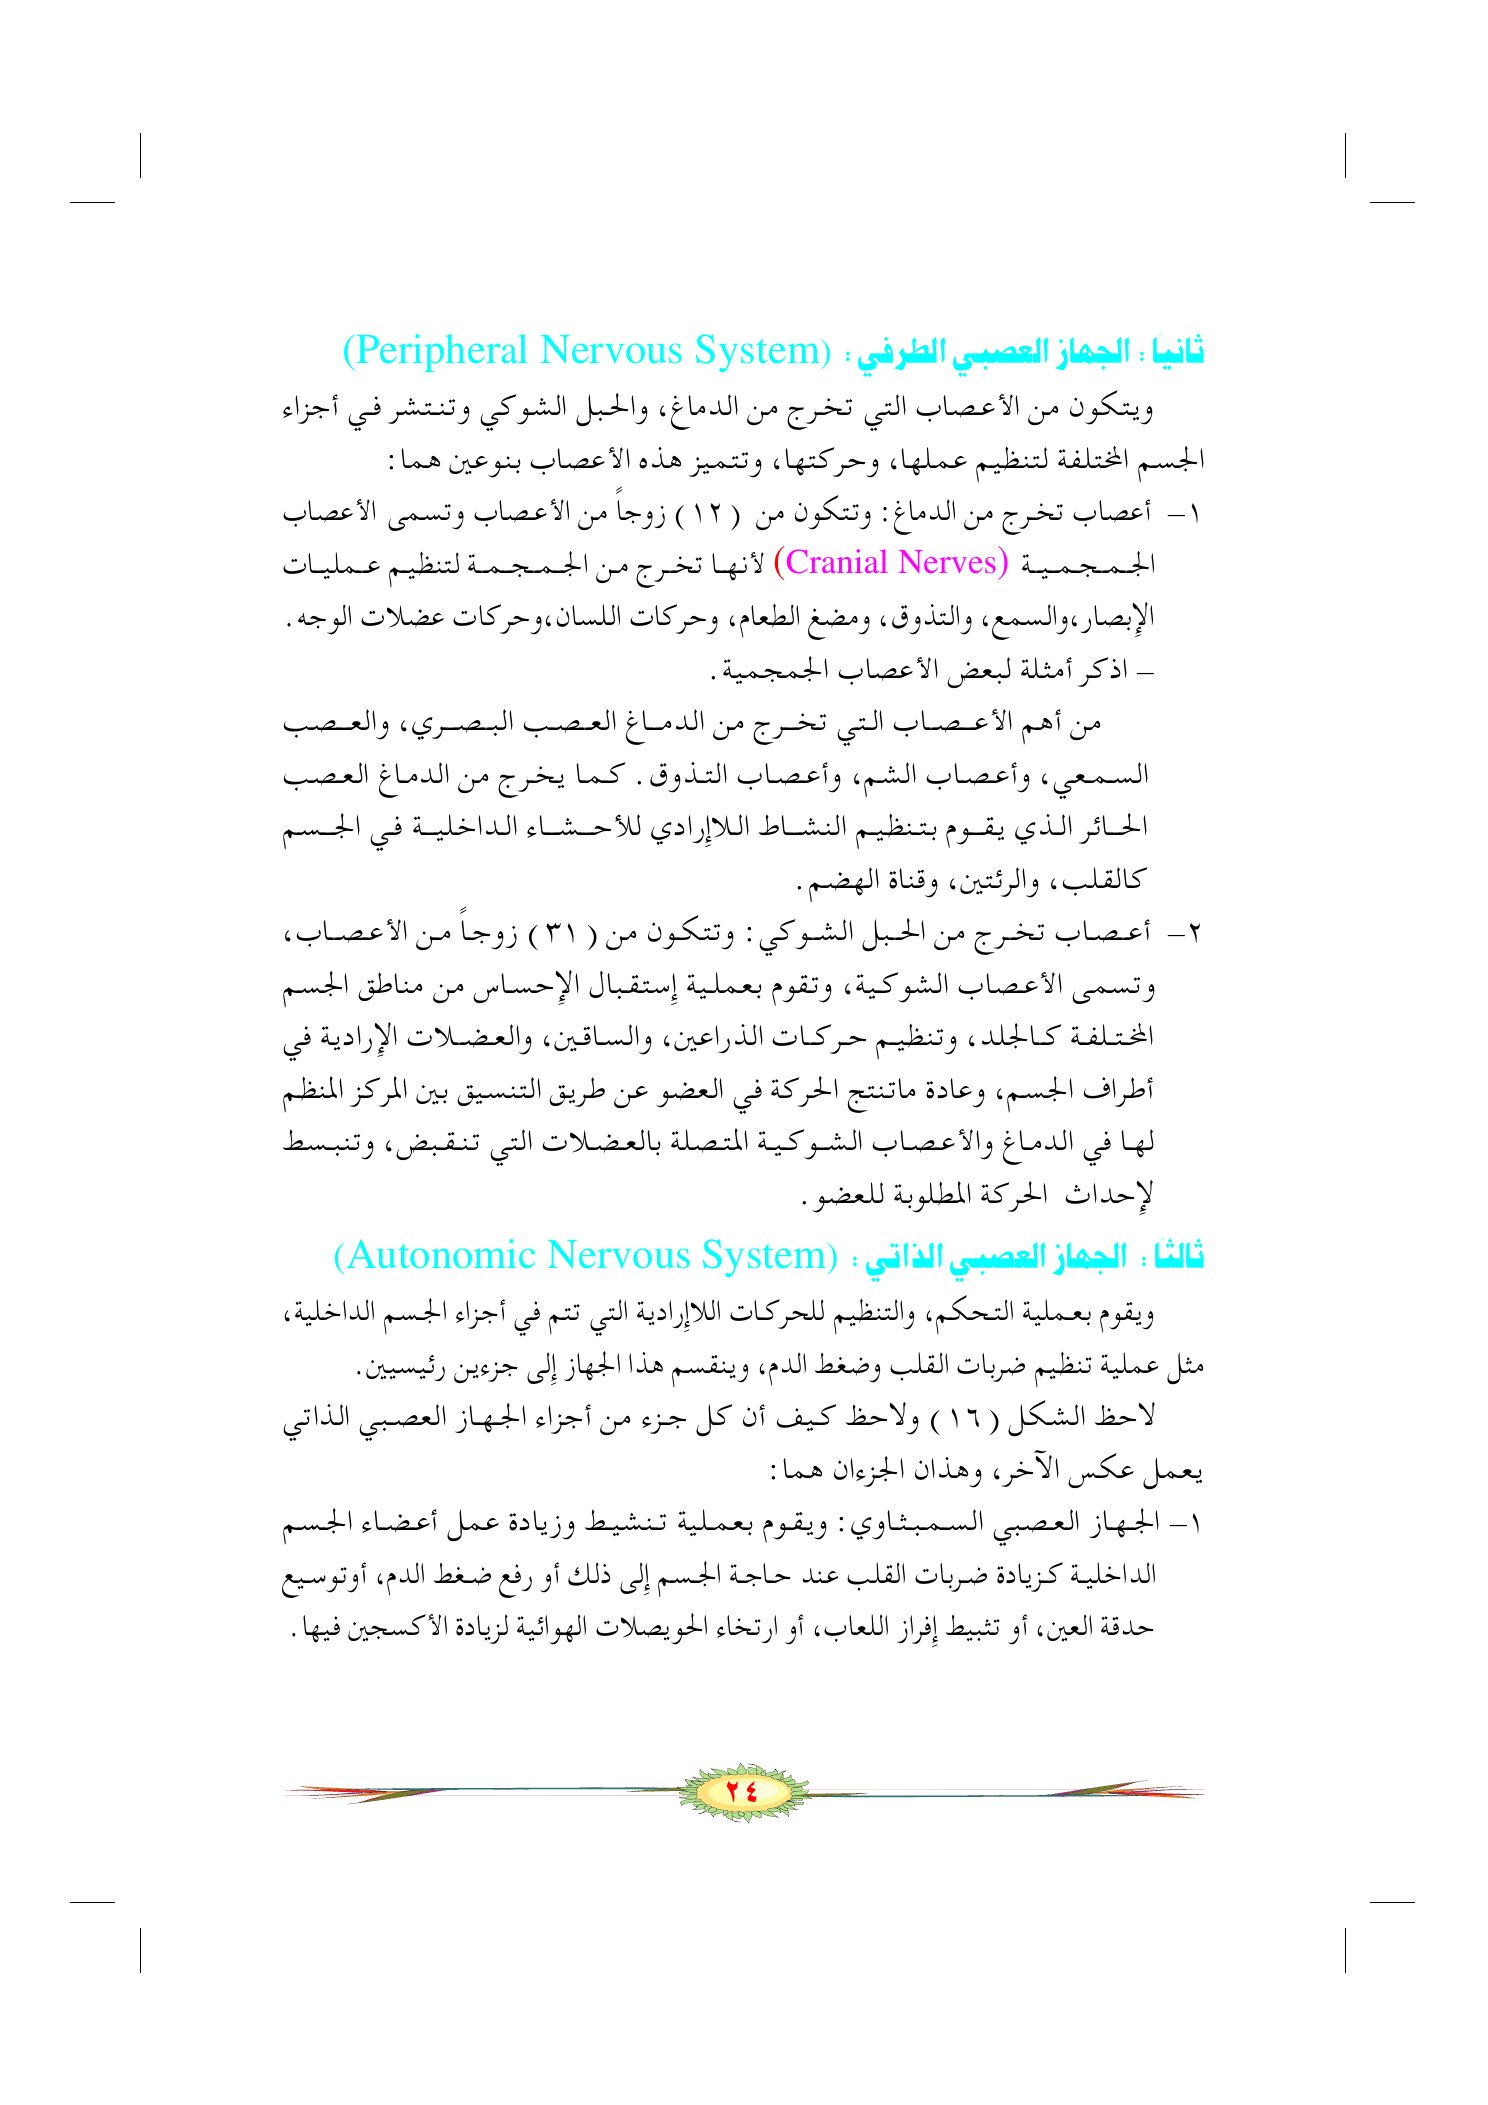 ثانياً : الجهاز العصبي الطرفي : (Peripheral Nervous System)
ويتكون من الأعصاب التي تخرج من الدماغ، والحبل الشوكي وتنتشر في أجزاء
الجسم المختلفة لتنظيم عملها، وحركتها، وتتميز هذه الأعصاب بنوعين هما:
١– أعصاب تخرج من الدماغ: وتتكون من (١٢) زوجاً من الأعصاب وتسمى الأعصاب
الجمجمية (Cranial Nerves) لأنها تخرج من الجمجمة لتنظيم عمليات
الإبصار،والسمع، والتذوق، ومضغ الطعام، وحركات اللسان،وحركات عضلات الوجه.
– اذكر أمثلة لبعض الأعصاب الجمجمية.
من أهم الأعصاب التي تخرج من الدماغ العصب البصري، والعصب
السمعي، وأعصاب الشم، وأعصاب التذوق. كما يخرج من الدماغ العصب
الحائر الذي يقوم بتنظيم النشاط اللاإرادي للأحشاء الداخلية في الجسم
كالقلب، والرئتين، وقناة الهضم.
٢– أعصاب تخرج من الحبل الشوكي: وتتكون من (٣١) زوجاً من الأعصاب،
وتسمى الأعصاب الشوكية، وتقوم بعملية إستقبال الإحساس من مناطق الجسم
المختلفة كالجلد، وتنظيم حركات الذراعين، والساقين، والعضلات الإرادية في
أطراف الجسم، وعادة ماتنتج الحركة في العضو عن طريق التنسيق بين المركز المنظم
لها في الدماغ والأعصاب الشوكية المتصلة بالعضلات التي تنقبض، وتنبسط
لإحداث الحركة المطلوبة للعضو.
ثالثاً : الجهاز العصبي الذاتي : (Autonomic Nervous System)
ويقوم بعملية التحكم، والتنظيم للحركات اللاإرادية التي تتم في أجزاء الجسم الداخلية،
مثل عملية تنظيم ضربات القلب وضغط الدم، وينقسم هذا الجهاز إلى جزءين رئيسيين.
لاحظ الشكل (١٦) ولاحظ كيف أن كل جزء من أجزاء الجهاز العصبي الذاتي
يعمل عكس الآخر، وهذان الجزءان هما:
١– الجهاز العصبي السمبثاوي: ويقوم بعملية تنشيط وزيادة عمل أعضاء الجسم
الداخلية كزيادة ضربات القلب عند حاجة الجسم إلى ذلك أو رفع ضغط الدم، أوتوسيع
حدقة العين، أو تثبيط إفراز اللعاب، أو ارتخاء الحويصلات الهوائية لزيادة الأكسجين فيها.
٢٤